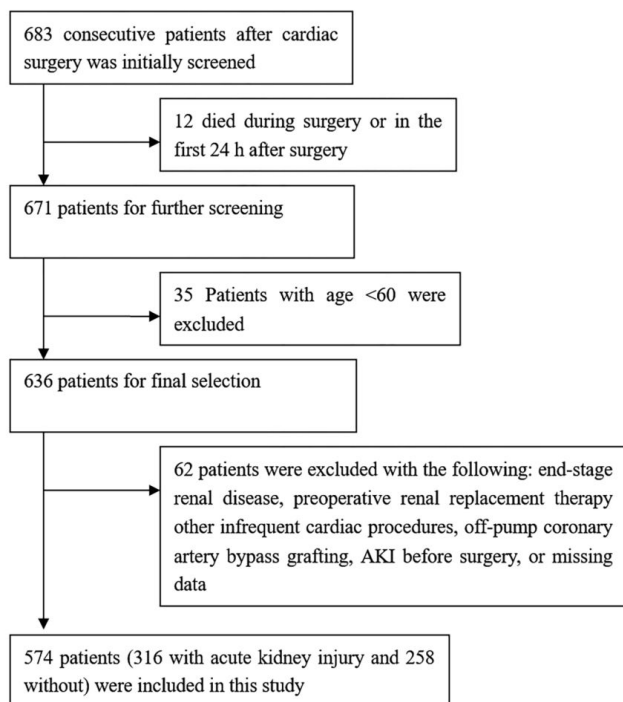 683 consecutive patients after cardiac
surgery was initially screened
12 died during surgery or in the
first 24 h after surgery
671 patients for further screening
35 Patients with age <60 were
excluded
636 patients for final selection
62 patients were excluded with the following: end-stage
renal disease, preoperative renal replacement therapy
other infrequent cardiac procedures, off-pump coronary
artery bypass grafting, AKI before surgery, or missing
data
574 patients (316 with acute kidney injury and 258
without) were included in this study